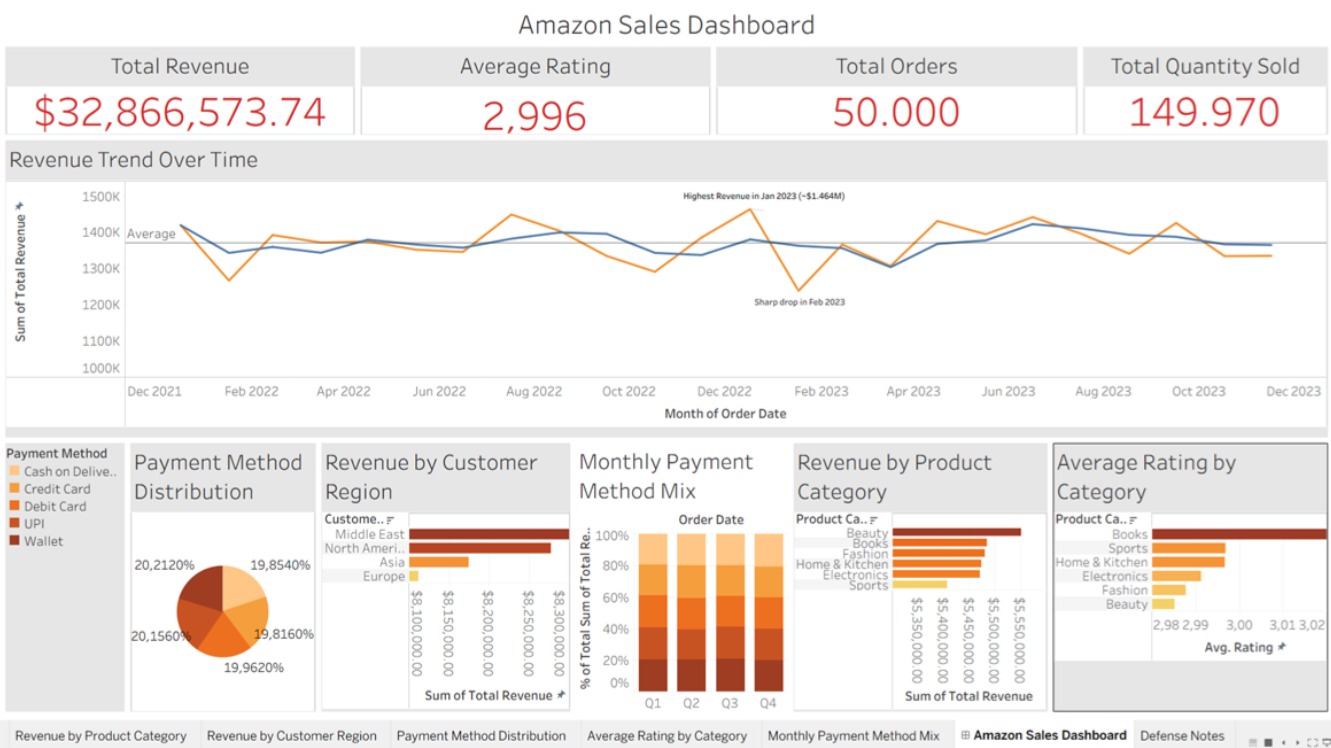 Amazon Sales Dashboard
Total Revenue
$32,866,573.74
Average Rating
2,996
Total Orders
50.000
Total Quantity Sold
149.970
Revenue Trend Over Time
Sum of Total Revenue
1500K
1400K
1300K
1200K
1100K
1000K
Average
Highest Revenue in Jan 2023 (~$1.464M)
Sharp drop in Feb 2023
Dec 2021
Feb 2022
Apr 2022
Jun 2022
Aug 2022
Oct 2022
Dec 2022
Feb 2023
Apr 2023
Jun 2023
Aug 2023
Oct 2023
Dec 2023
Month of Order Date
Payment Method
Cash on Delive..
Credit Card
Debit Card
UPI
Wallet
Payment Method
Distribution
20,2120%
19,8540%
20,1560%
19,8160%
19,9620%
Revenue by Customer
Region
Custome..
Middle East
North Ameri..
Asia
Europe
$8,100,000.00
$8,150,000.00
$8,200,000.00
$8,250,000.00
$8,300,000.00
Sum of Total Revenue
Monthly Payment
Method Mix
Order Date
% of Total Sum of Total Re..
100%
80%
60%
40%
20%
0%
Q1
Q2
Q3
Q4
Revenue by Product
Category
Product Ca..
Beauty
Books
Fashion
Home & Kitchen
Electronics
Sports
$5,350,000.00
$5,400,000.00
$5,450,000.00
$5,500,000.00
$5,550,000.00
Sum of Total Revenue
Average Rating by
Category
Product Ca..
Books
Sports
Home & Kitchen
Electronics
Fashion
Beauty
2,98
2,99
3,00
3,01
3,02
Avg. Rating
Revenue by Product Category
Revenue by Customer Region
Payment Method Distribution
Average Rating by Category
Monthly Payment Method Mix
Amazon Sales Dashboard
Defense Notes